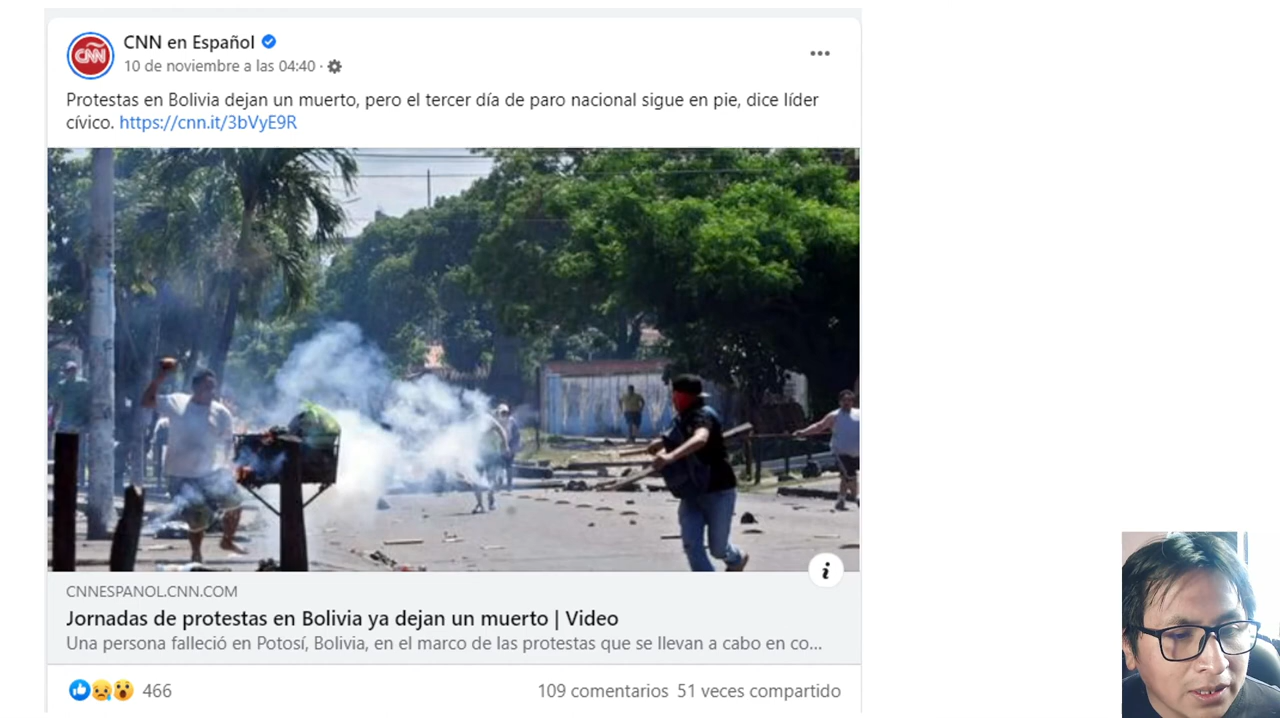 CNN en Español
10 de noviembre a las 04:40 ·
Protestas en Bolivia dejan un muerto, pero el tercer día de paro nacional sigue en pie, dice líder
cívico. https://cnn.it/3bVyE9R
CNNESPANOL.CNN.COM
Jornadas de protestas en Bolivia ya dejan un muerto | Video
Una persona falleció en Potosí, Bolivia, en el marco de las protestas que se llevan a cabo en co...
466
109 comentarios 51 veces compartido
CNN
i